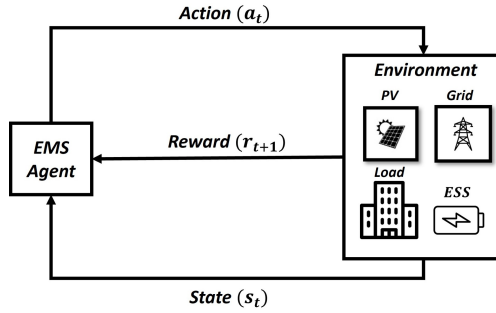 Action (a_t)
Environment
PV Grid
EMS
Agent
Reward (r_{t+1})
Load
ESS
State (s_t)